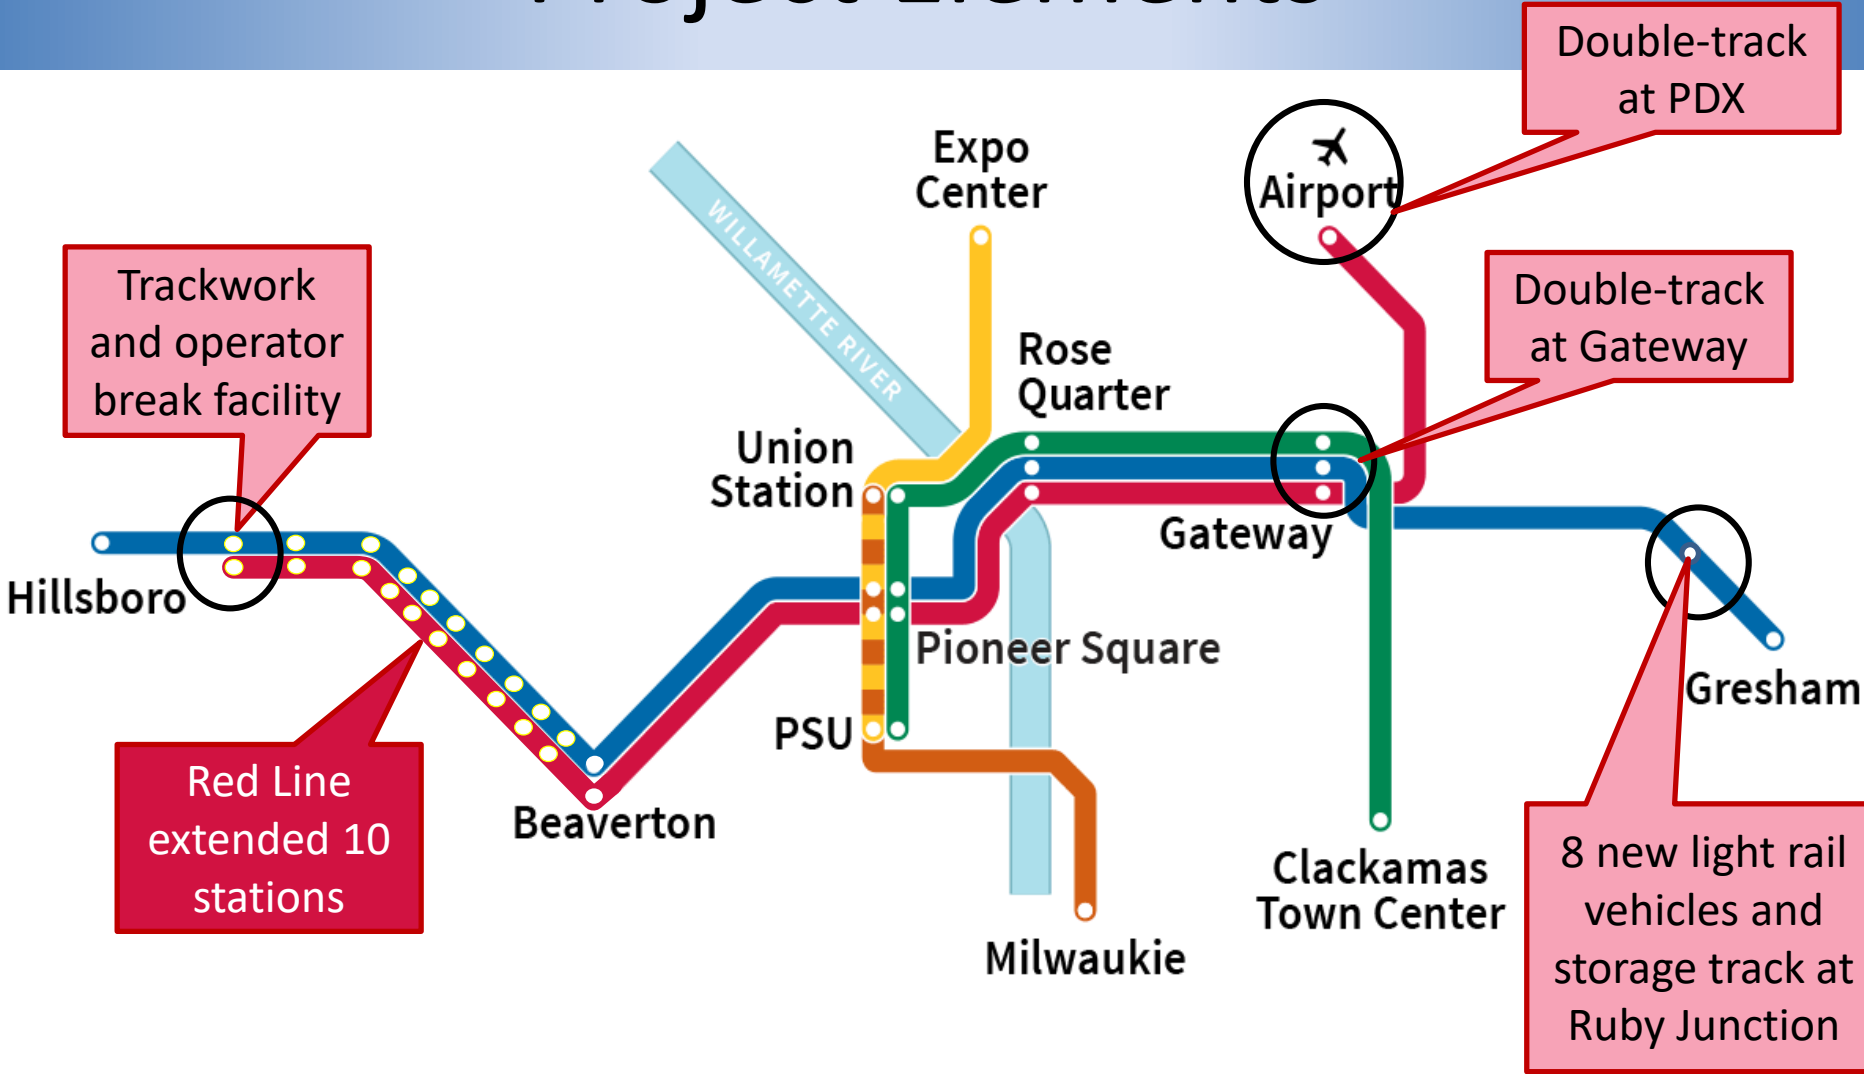 Project Elements
Double-track
at PDX
Expo
Center
Airport
WILLAMETTE RIVER
Trackwork
and operator
break facility
Double-track
at Gateway
Rose
Quarter
Union
Station
Gateway
Hillsboro
Pioneer Square
Gresham
PSU
Red Line
extended 10
stations
Beaverton
8 new light rail
vehicles and
storage track at
Ruby Junction
Clackamas
Town Center
Milwaukie